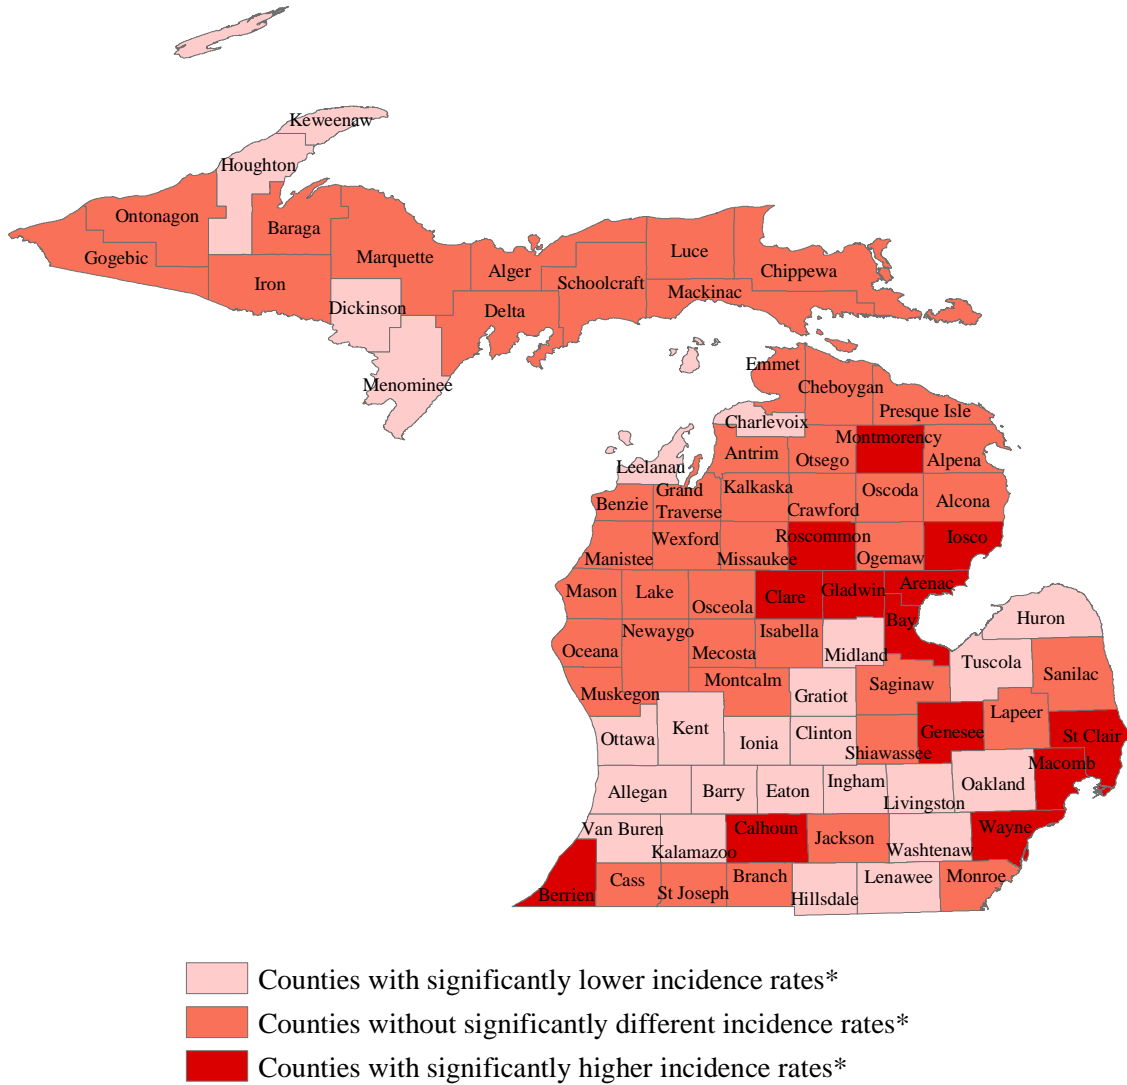 Keweenaw
Houghton
Ontonagon
Baraga
Gogebic
Marquette
Iron
Alger
Luce
Chippewa
Schoolcraft
Mackinac
Dickinson
Delta
Menominee
Emmet
Cheboygan
Presque Isle
Charlevoix
Montmorency
Antrim
Otsego
Alpena
Leelanau
Benzie
Grand
Traverse
Kalkaska
Crawford
Oscoda
Alcona
Manistee
Wexford
Missaukee
Roscommon
Ogemaw
Iosco
Mason
Lake
Osceola
Clare
Gladwin
Arenac
Bay
Huron
Oceana
Newaygo
Mecosta
Isabella
Midland
Tuscola
Sanilac
Muskegon
Montcalm
Gratiot
Saginaw
Lapeer
Ottawa
Kent
Ionia
Clinton
Shiawassee
Genesee
St Clair
Macomb
Allegan
Barry
Eaton
Ingham
Livingston
Oakland
Van Buren
Kalamazoo
Calhoun
Jackson
Washtenaw
Wayne
Berrien
Cass
St Joseph
Branch
Hillsdale
Lenawee
Monroe
Counties with significantly lower incidence rates*
Counties without significantly different incidence rates*
Counties with significantly higher incidence rates*